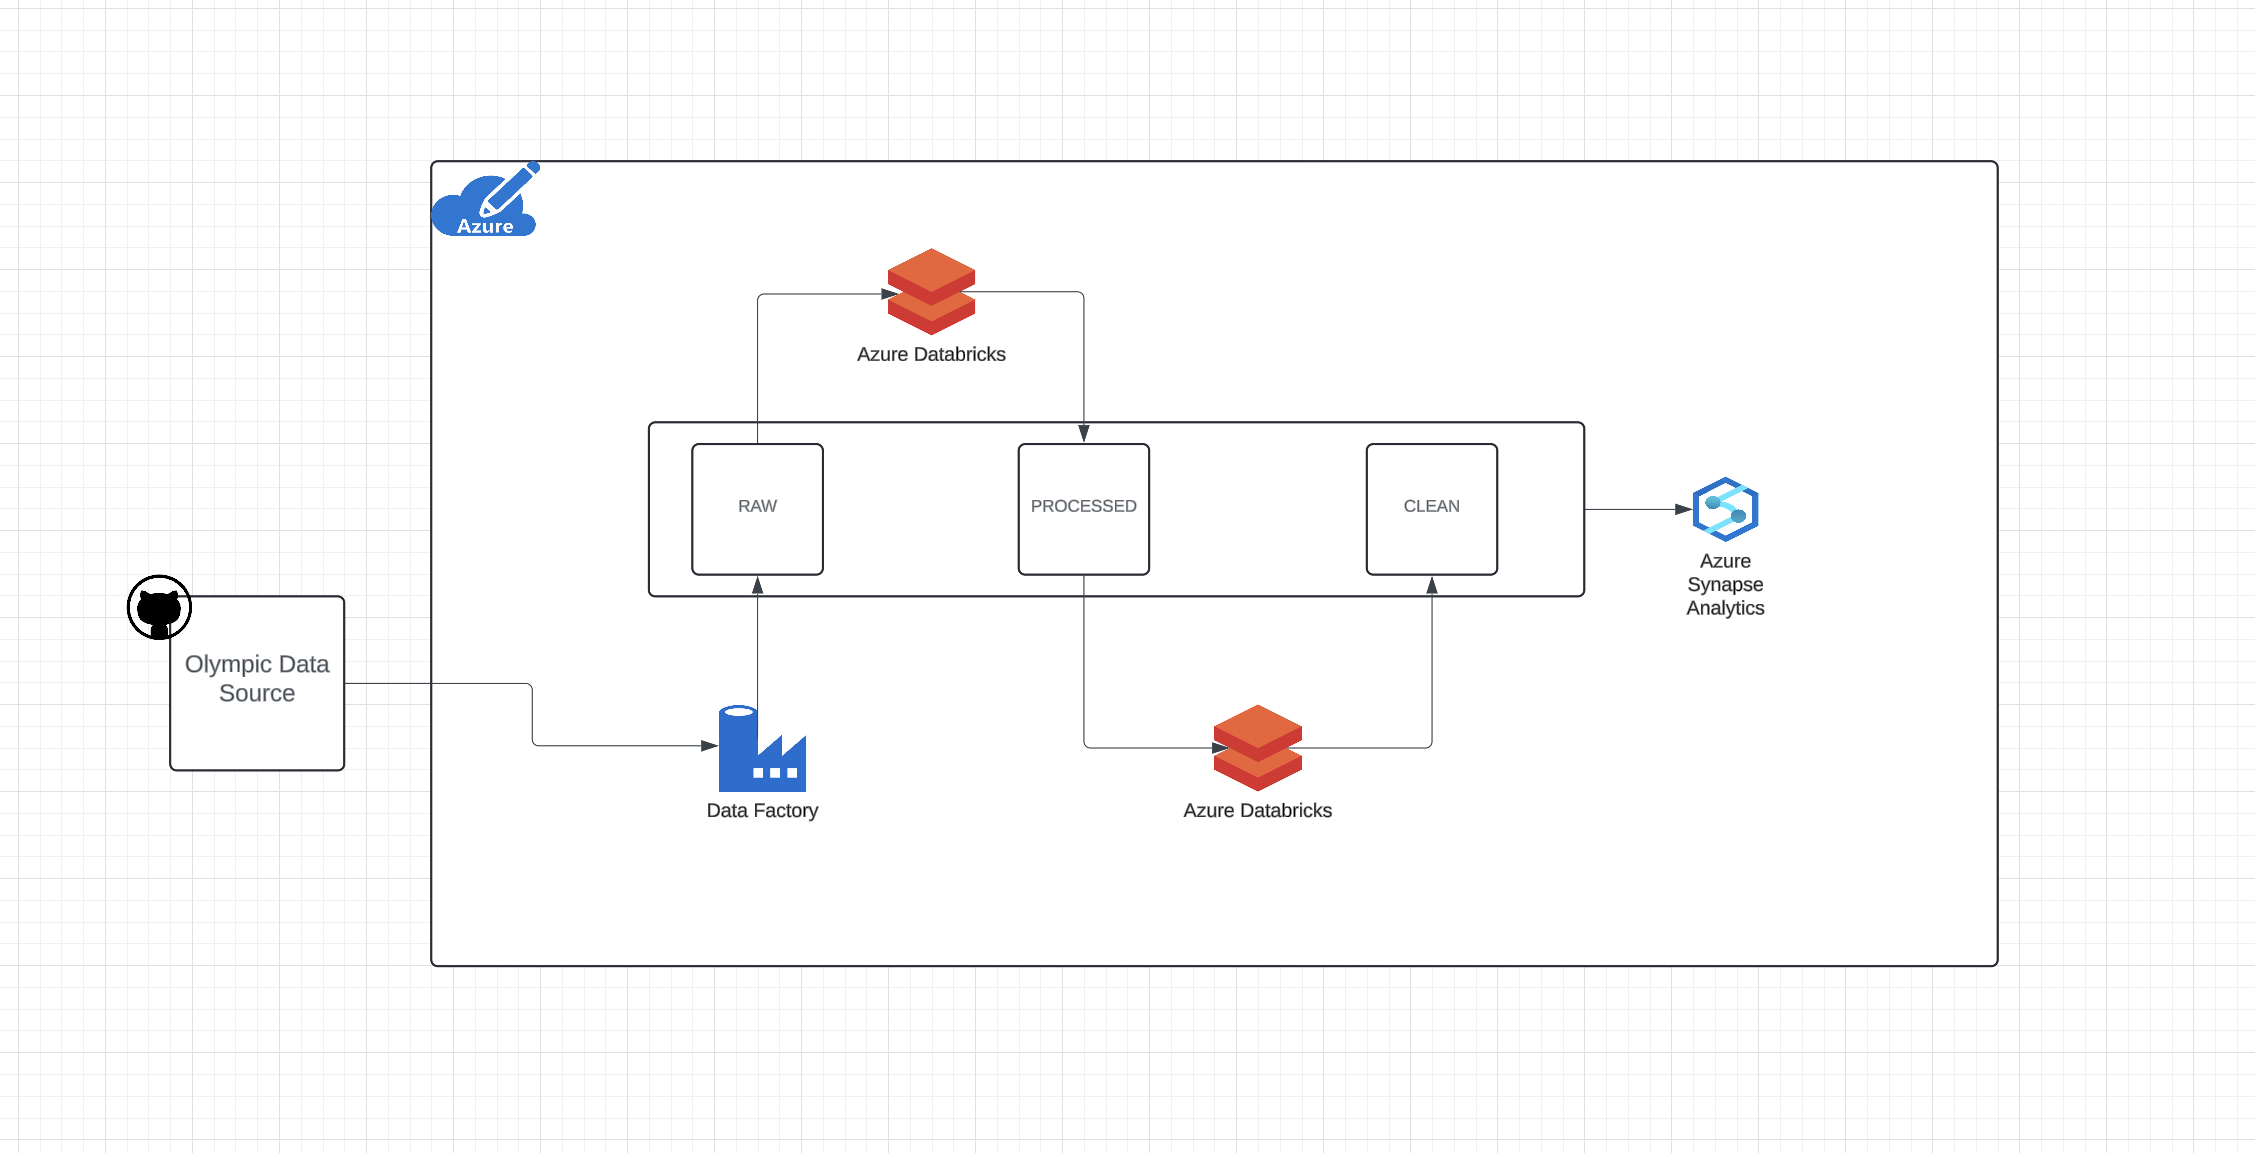 Azure
Azure Databricks
RAW
PROCESSED
CLEAN
Azure
Synapse
Analytics
Olympic Data
Source
Data Factory
Azure Databricks